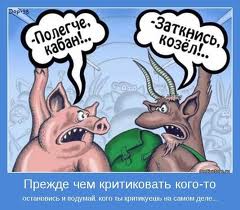 -Полегче,
кабан!..
-Заткнись,
козёл!..
Прежде чем критиковать кого-то
остановись и подумай, кого ты критикуешь на самом деле...